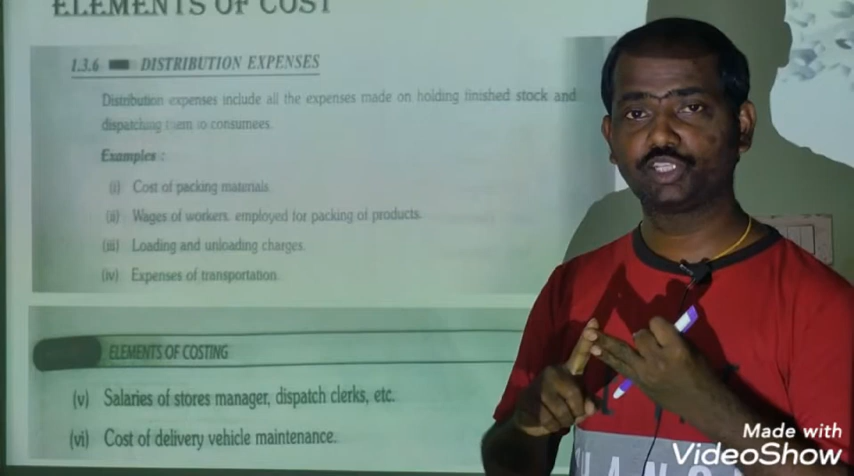 ELEMENTS OF COST
1.3.6 DISTRIBUTION EXPENSES
Distribution expenses include all the expenses made on holding finished stock and
dispatching them to consumees.
Examples :
(i) Cost of packing materials
(ii) Wages of workers, employed for packing of products.
(iii) Loading and unloading charges.
(iv) Expenses of transportation
ELEMENTS OF COSTING
(v) Salaries of stores manager, dispatch clerks, etc.
(vi) Cost of delivery vehicle maintenance.
Made with
VideoShow